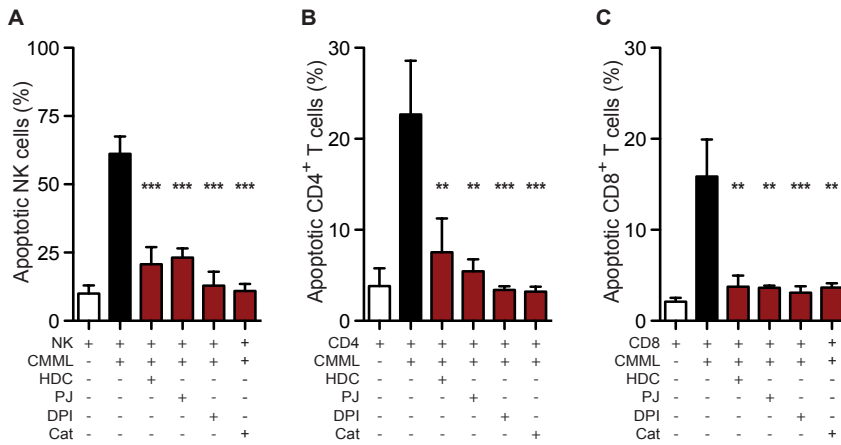 A
Apoptotic NK cells (%)
100
75
50
25
0
*** *** *** ***
NK + + + + + +
CMML - + + + + +
HDC - - + - - -
PJ - - - + - -
DPI - - - - + -
Cat - - - - - +
B
Apoptotic CD4+ T cells (%)
30
20
10
0
** ** *** ***
CD4 + + + + + +
CMML - + + + + +
HDC - - + - - -
PJ - - - + - -
DPI - - - - + -
Cat - - - - - +
C
Apoptotic CD8+ T cells (%)
30
20
10
0
** ** *** **
CD8 + + + + + +
CMML - + + + + +
HDC - - + - - -
PJ - - - + - -
DPI - - - - + -
Cat - - - - - +